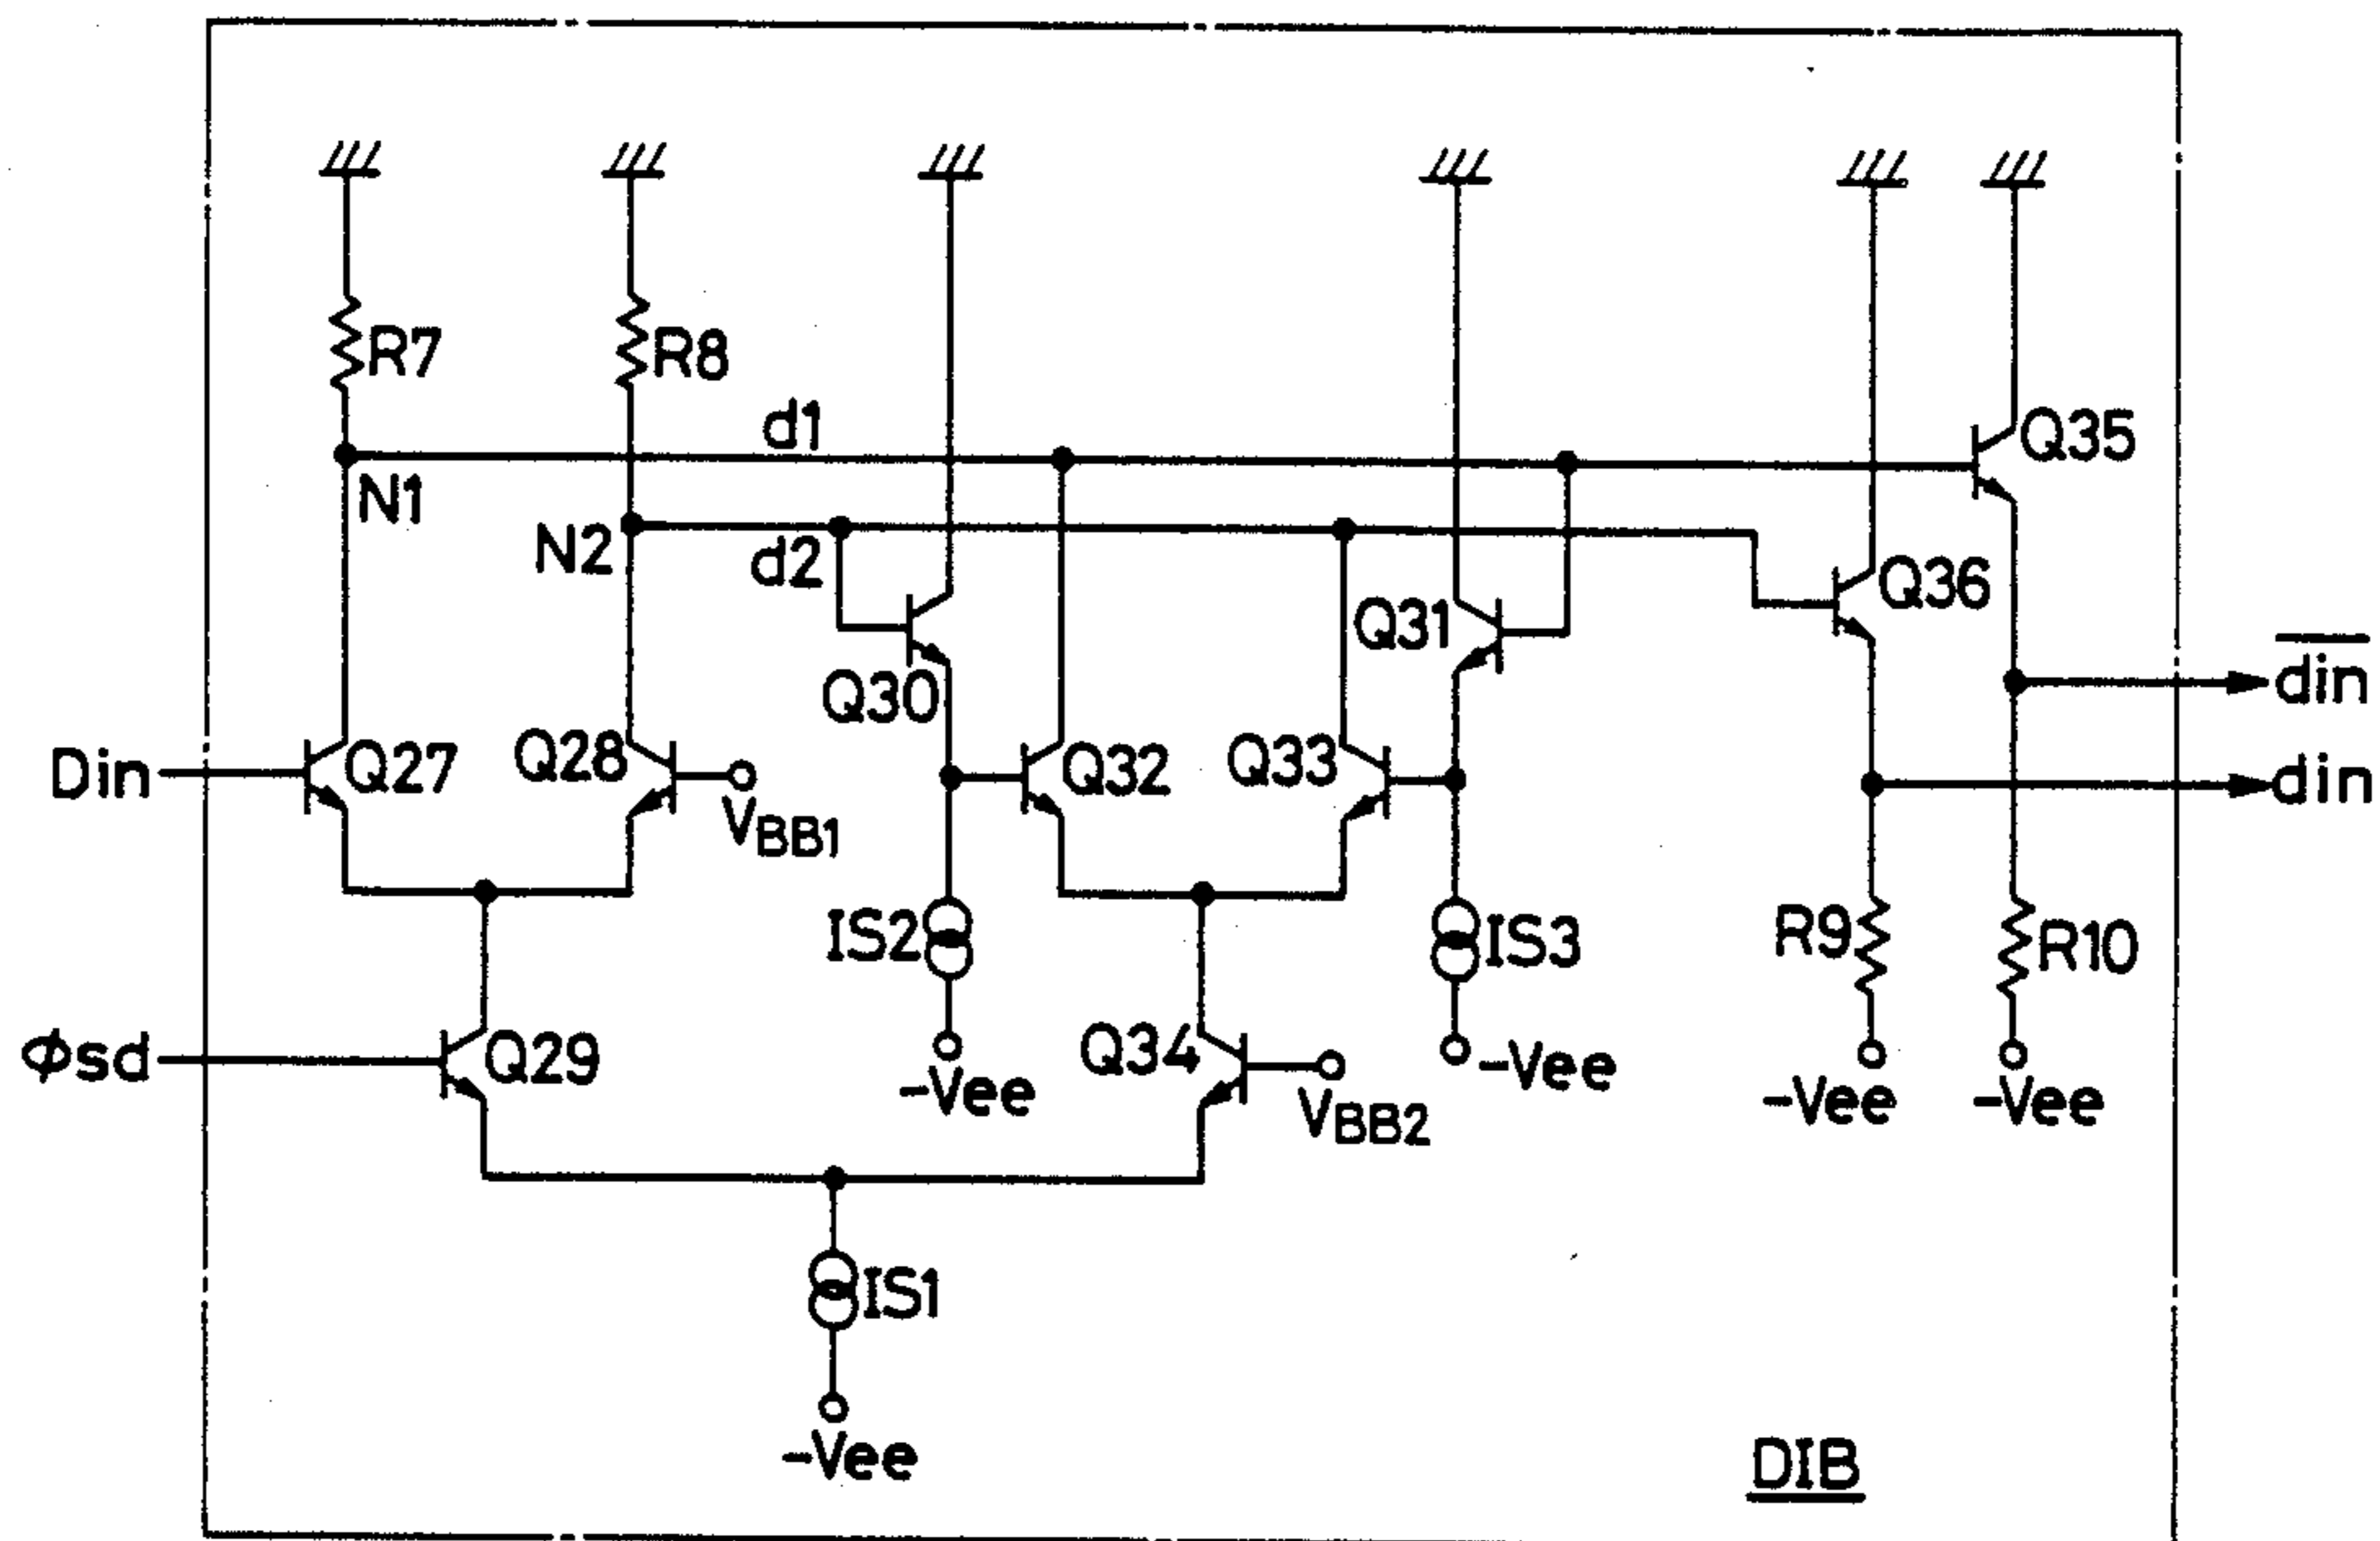 R7
R8
d1
Q35
N1
N2
d2
Q36
Q31
Q30
d̅i̅n̅
Din
Q27
Q28
VBB1
Q32
Q33
din
IS2
IS3
R9
R10
ϕsd
Q29
-Vee
Q34
VBB2
-Vee
-Vee
-Vee
IS1
-Vee
DIB